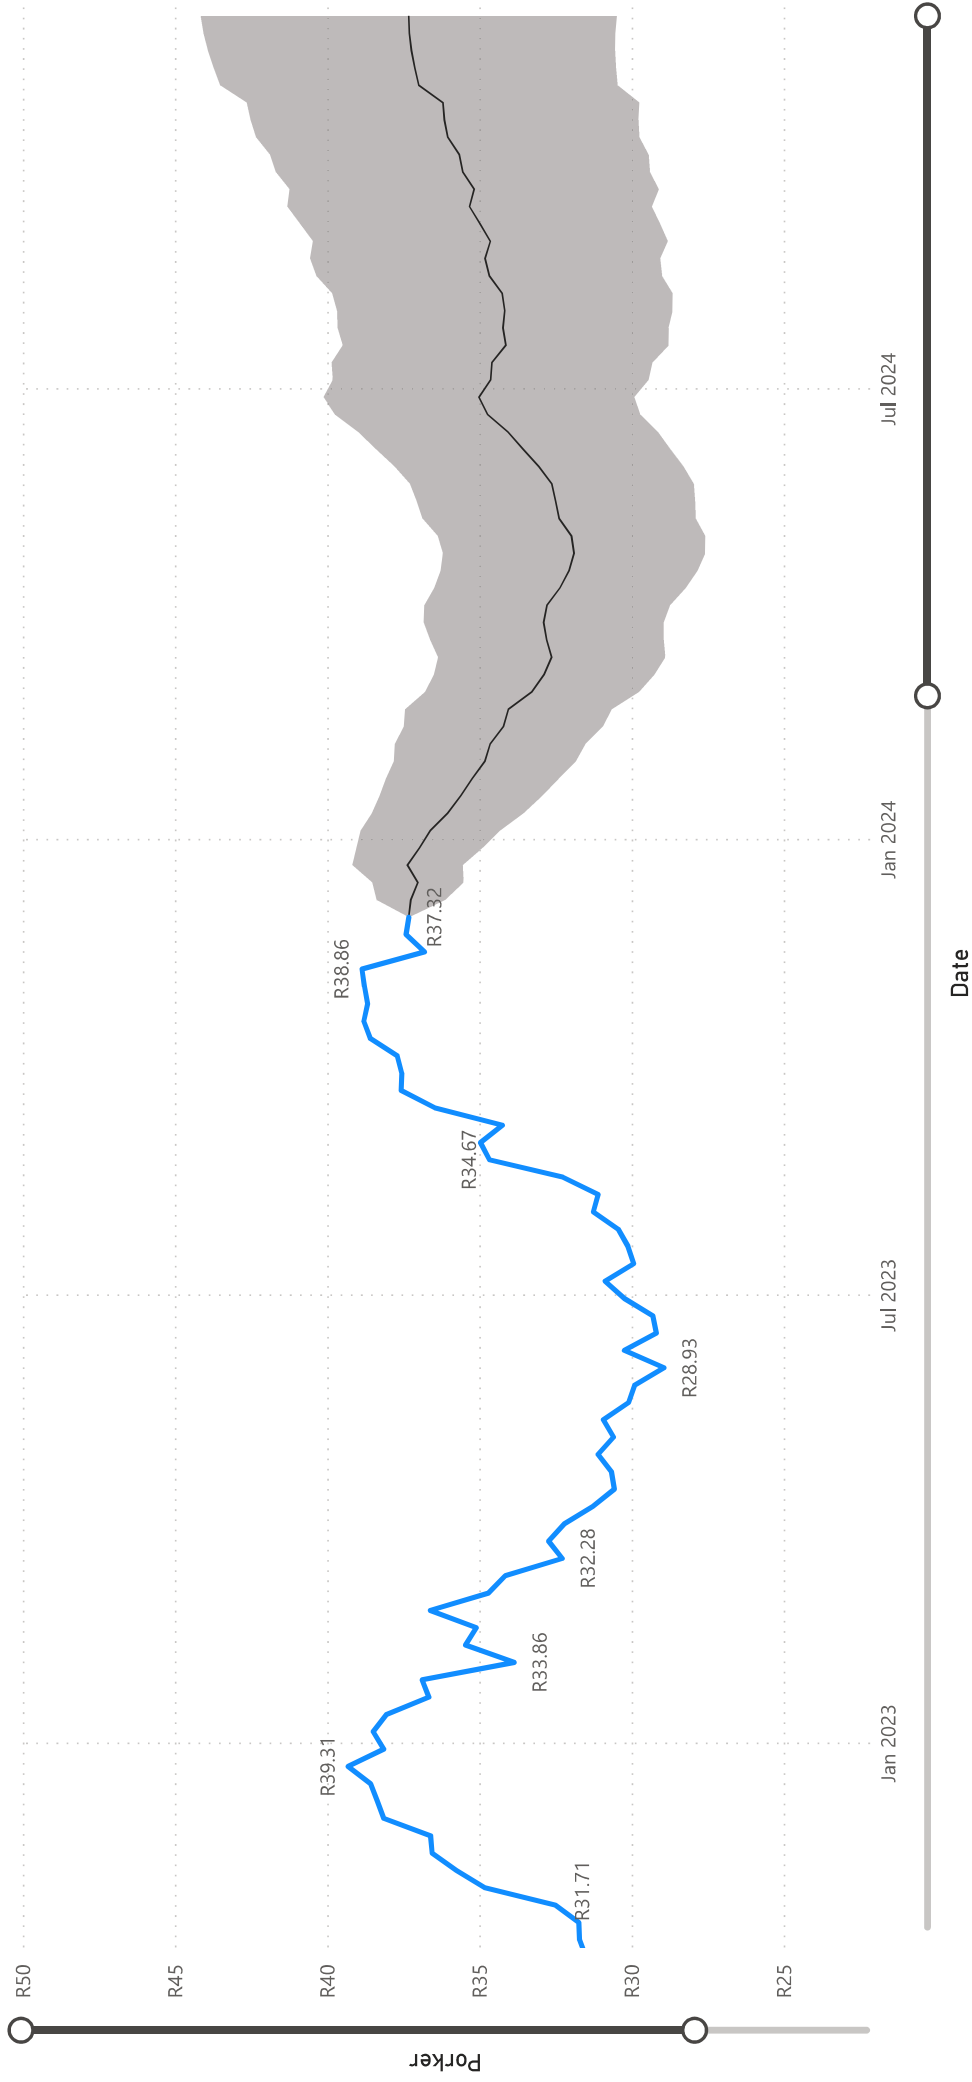 R50
R45
R40
R35
R30
R25
Porker
R31.71
R39.31
R33.86
R32.28
R28.93
R34.67
R38.86
R37.32
Jan 2023
Jul 2023
Jan 2024
Jul 2024
Date